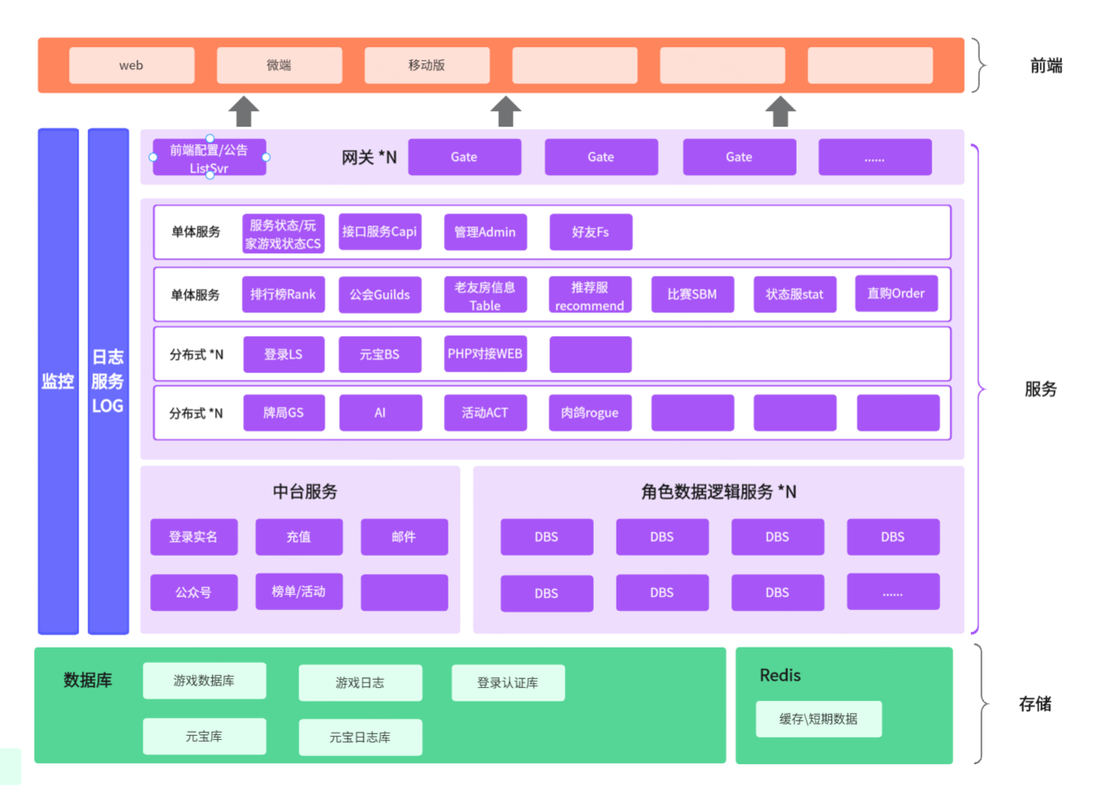 web
微端
移动版
前端
前端配置/公告
ListSvr
网关 *N
Gate
Gate
Gate
......
单体服务
服务状态/玩
家游戏状态CS
接口服务Capi
管理Admin
好友Fs
单体服务
排行榜Rank
公会Guilds
老友房信息
Table
推荐服
recommend
比赛SBM
状态服stat
直购Order
分布式 *N
登录LS
元宝BS
PHP对接WEB
分布式 *N
牌局GS
AI
活动ACT
肉鸽rogue
监控
日志
服务
LOG
服务
中台服务
登录实名
充值
邮件
公众号
榜单/活动
角色数据逻辑服务 *N
DBS
DBS
DBS
DBS
DBS
DBS
DBS
......
数据库
游戏数据库
游戏日志
登录认证库
元宝库
元宝日志库
Redis
缓存\短期数据
存储